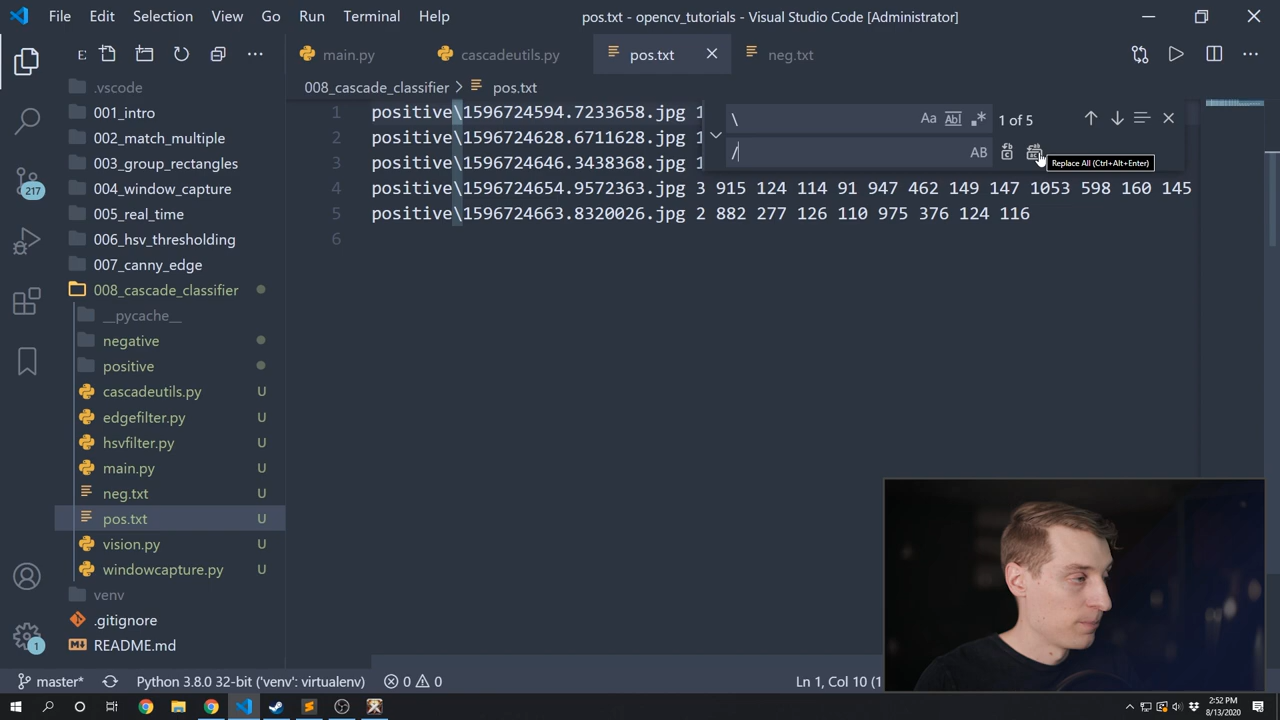 File Edit Selection View Go Run Terminal Help pos.txt - opencv_tutorials - Visual Studio Code [Administrator]
E ···
main.py cascadeutils.py pos.txt neg.txt
008_cascade_classifier > pos.txt
.vscode
001_intro
002_match_multiple
003_group_rectangles
004_window_capture
005_real_time
006_hsv_thresholding
007_canny_edge
008_cascade_classifier
__pycache__
negative
positive
cascadeutils.py U
edgefilter.py U
hsvfilter.py U
main.py U
neg.txt U
pos.txt U
vision.py U
windowcapture.py U
venv
.gitignore
README.md
217
1
1 positive\1596724594.7233658.jpg 1
2 positive\1596724628.6711628.jpg 1
3 positive\1596724646.3438368.jpg 1
4 positive\1596724654.9572363.jpg 3 915 124 114 91 947 462 149 147 1053 598 160 145
5 positive\1596724663.8320026.jpg 2 882 277 126 110 975 376 124 116
6
\ Aa Abl .* 1 of 5
/ AB
Replace All (Ctrl+Alt+Enter)
master* Python 3.8.0 32-bit ('venv': virtualenv) 0 0 Ln 1, Col 10 (1
2:52 PM
8/13/2020